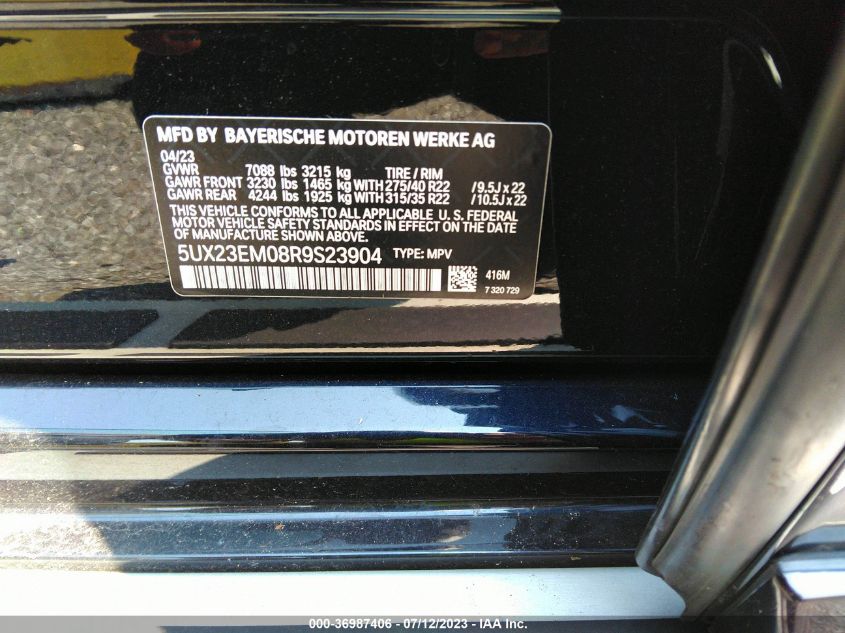 MFD BY BAYERISCHE MOTOREN WERKE AG
04/23
GVWR 7088 lbs 3215 kg TIRE / RIM
GAWR FRONT 3230 lbs 1465 kg WITH 275/40 R22 / 9.5J x 22
GAWR REAR 4244 lbs 1925 kg WITH 315/35 R22 / 10.5J x 22
THIS VEHICLE CONFORMS TO ALL APPLICABLE U.S. FEDERAL
MOTOR VEHICLE SAFETY STANDARDS IN EFFECT ON THE DATE
OF MANUFACTURE SHOWN ABOVE.
5UX23EM08R9S23904 TYPE: MPV
416M
7 320 729
000-36987406 / 07/12/2023 - IAA Inc.